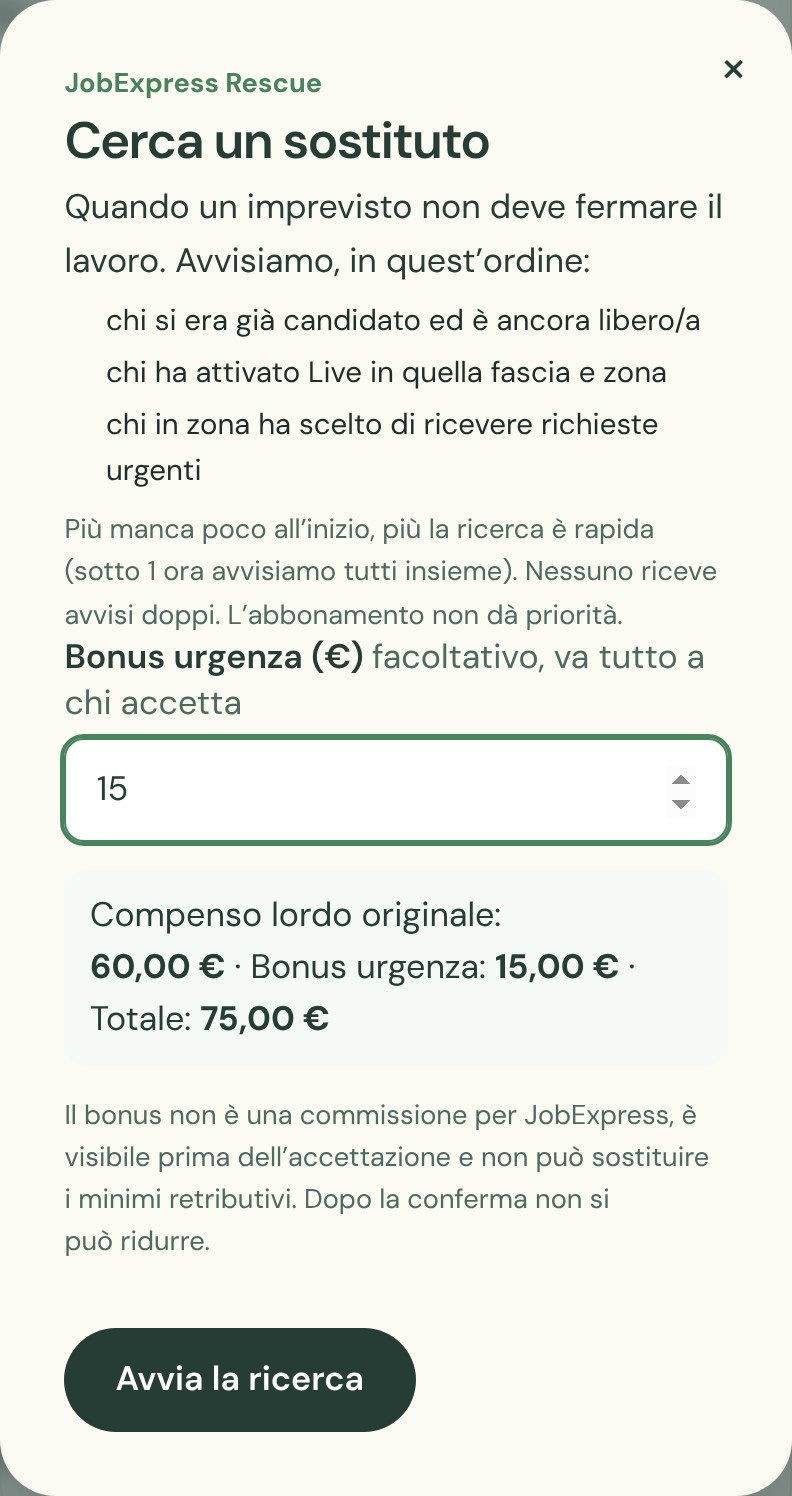 JobExpress Rescue
×
Cerca un sostituto
Quando un imprevisto non deve fermare il
lavoro. Avvisiamo, in quest’ordine:
chi si era già candidato ed è ancora libero/a
chi ha attivato Live in quella fascia e zona
chi in zona ha scelto di ricevere richieste
urgenti
Più manca poco all’inizio, più la ricerca è rapida
(sotto 1 ora avvisiamo tutti insieme). Nessuno riceve
avvisi doppi. L’abbonamento non dà priorità.
Bonus urgenza (€) facoltativo, va tutto a
chi accetta
15
Compenso lordo originale:
60,00 € · Bonus urgenza: 15,00 € ·
Totale: 75,00 €
Il bonus non è una commissione per JobExpress, è
visibile prima dell’accettazione e non può sostituire
i minimi retributivi. Dopo la conferma non si
può ridurre.
Avvia la ricerca